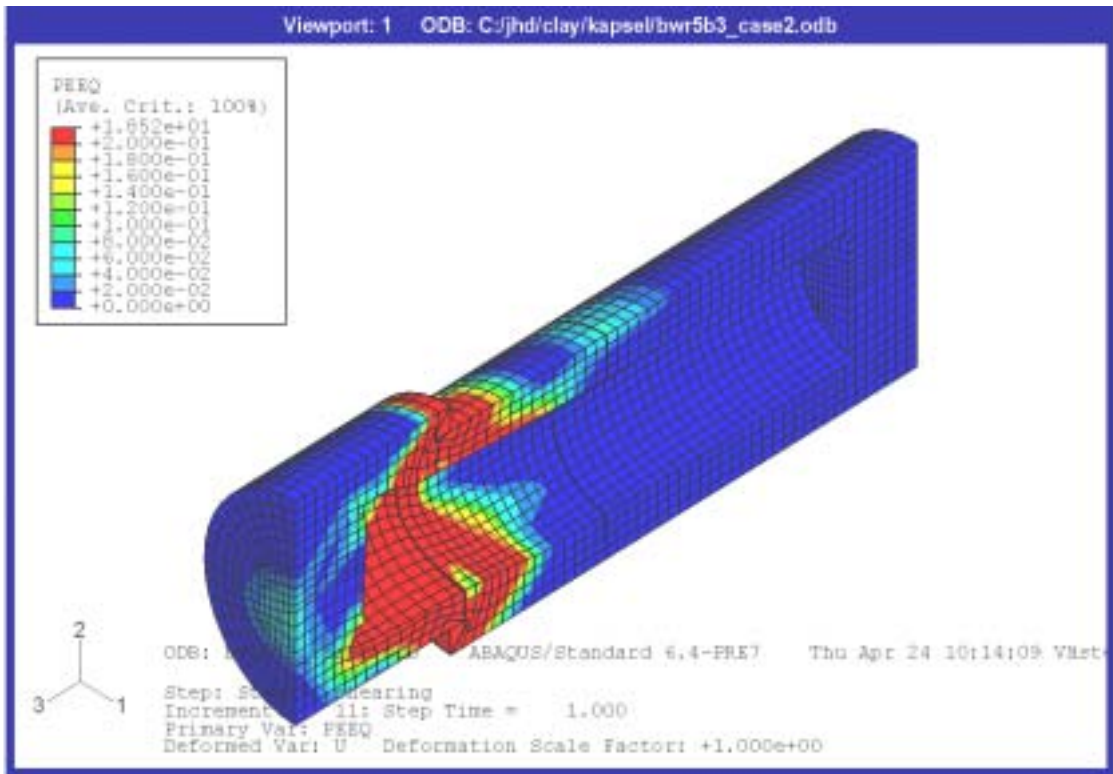 Viewport: 1 ODB: C:/jhd/clay/kapsel/bwr5b3_case2.odb
PEEQ
(Ave. Crit.: 100%)
+1.852e+01
+2.000e-01
+1.800e-01
+1.600e-01
+1.400e-01
+1.200e-01
+1.000e-01
+8.000e-02
+6.000e-02
+4.000e-02
+2.000e-02
+0.000e+00
2
3
1
ODB: ABAQUS/Standard 6.4-PRE7 Thu Apr 24 10:14:09
Step: hearing
Increment 11: Step Time = 1.000
Primary Var: PEEQ
Deformed Var: U Deformation Scale Factor: +1.000e+00